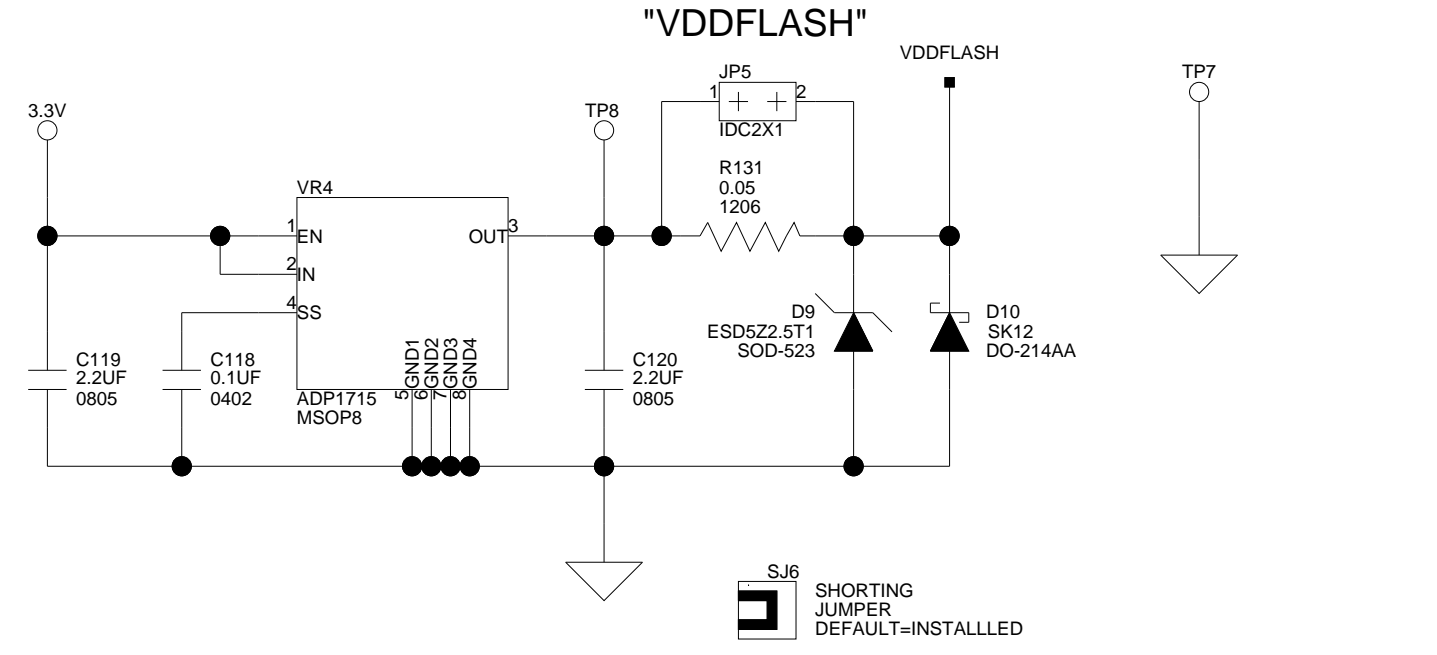 "VDDFLASH"
VDDFLASH
JP5
1 2
IDC2X1
TP7
3.3V
TP8
R131
0.05
1206
VR4
1
EN
2
IN
4
SS
OUT
3
GND1
GND2
GND3
GND4
5
6
7
8
ADP1715
MSOP8
C119
2.2UF
0805
C118
0.1UF
0402
C120
2.2UF
0805
D9
ESD5Z2.5T1
SOD-523
D10
SK12
DO-214AA
SJ6
SHORTING
JUMPER
DEFAULT=INSTALLLED